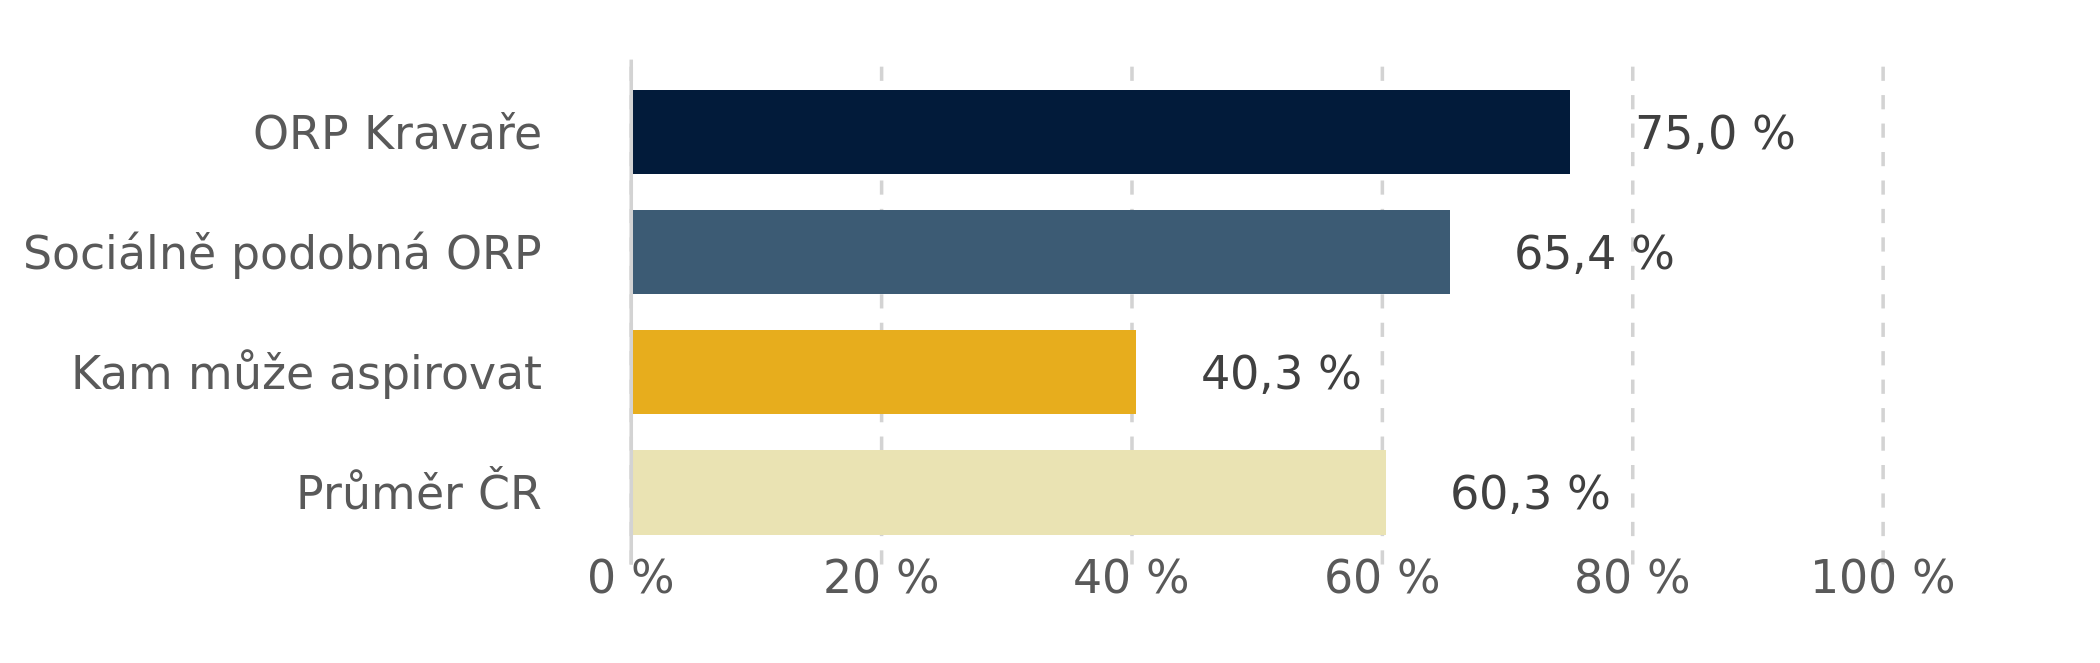 ORP Kravaře 75,0 %
Sociálně podobná ORP 65,4 %
Kam může aspirovat 40,3 %
Průměr ČR 60,3 %
0 % 20 % 40 % 60 % 80 % 100 %